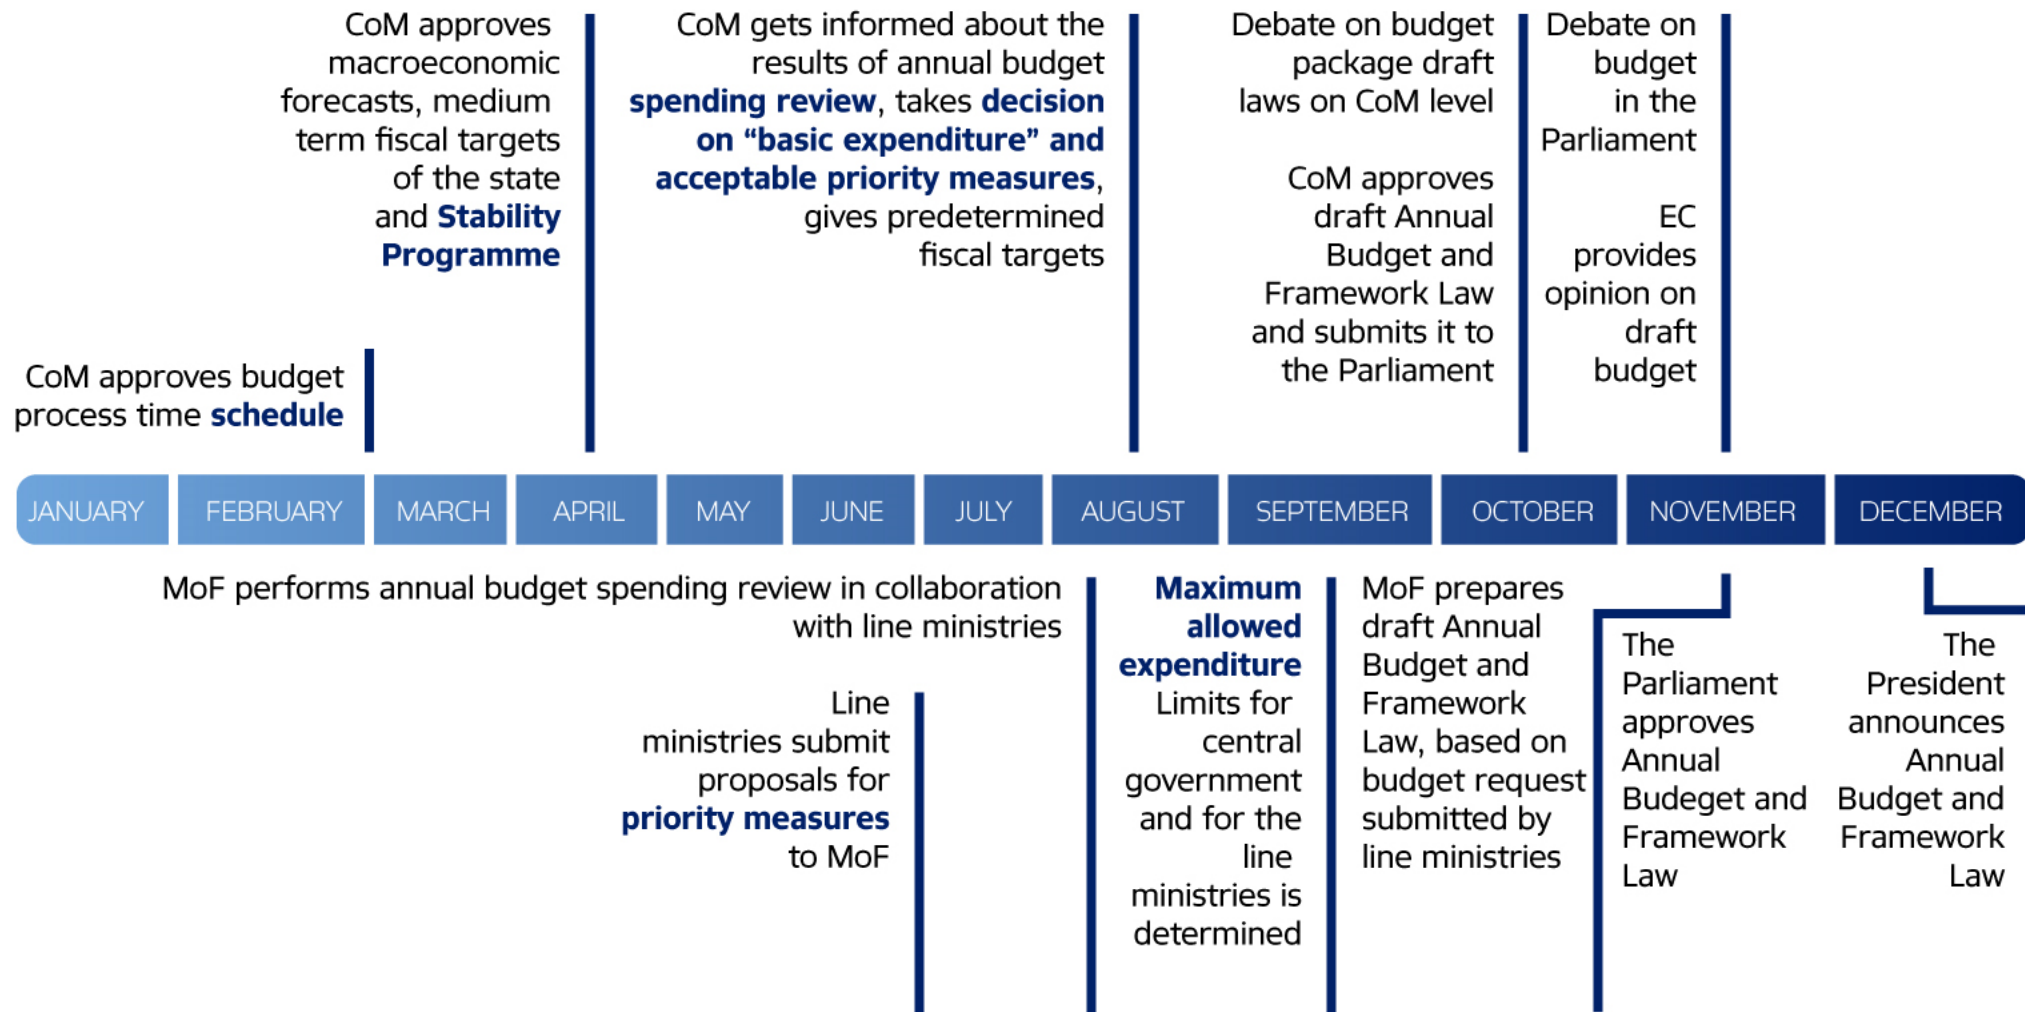 CoM approves budget
process time schedule
CoM approves
macroeconomic
forecasts, medium
term fiscal targets
of the state
and Stability
Programme
CoM gets informed about the
results of annual budget
spending review, takes decision
on “basic expenditure” and
acceptable priority measures,
gives predetermined
fiscal targets
Debate on budget
package draft
laws on CoM level
CoM approves
draft Annual
Budget and
Framework Law
and submits it to
the Parliament
Debate on
budget
in the
Parliament
EC
provides
opinion on
draft
budget
JANUARY
FEBRUARY
MARCH
APRIL
MAY
JUNE
JULY
AUGUST
SEPTEMBER
OCTOBER
NOVEMBER
DECEMBER
MoF performs annual budget spending review in collaboration
with line ministries
Line
ministries submit
proposals for
priority measures
to MoF
Maximum
allowed
expenditure
Limits for
central
government
and for the
line
ministries is
determined
MoF prepares
draft Annual
Budget and
Framework
Law, based on
budget request
submitted by
line ministries
The
Parliament
approves
Annual
Budeget and
Framework
Law
The
President
announces
Annual
Budget and
Framework
Law